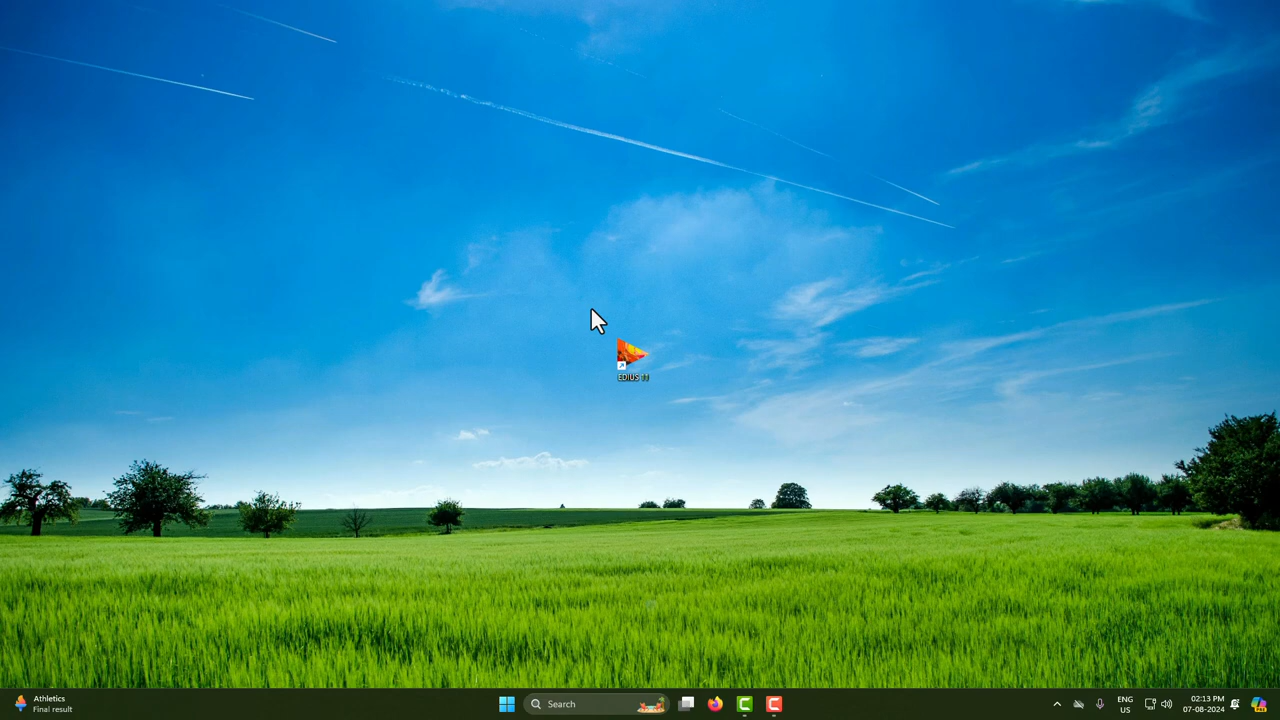 EDIUS 11
Athletics
Final result
Search
ENG
US
02:13 PM
07-08-2024